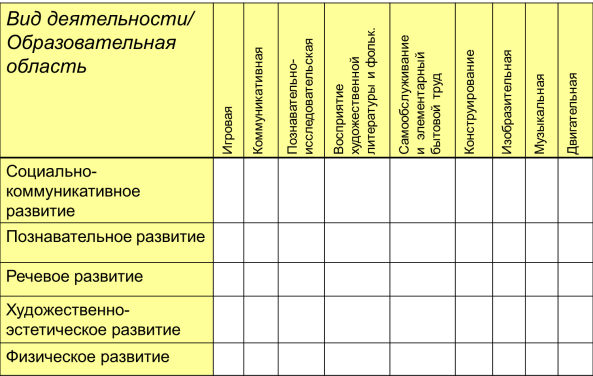 Вид деятельности/
Образовательная
область
Игровая
Коммуникативная
Познавательно-
исследовательская
Восприятие
художественной
литературы и фольк.
Самообслуживание
и элементарный
бытовой труд
Конструирование
Изобразительная
Музыкальная
Двигательная
Социально-
коммуникативное
развитие
Познавательное развитие
Речевое развитие
Художественно-
эстетическое развитие
Физическое развитие